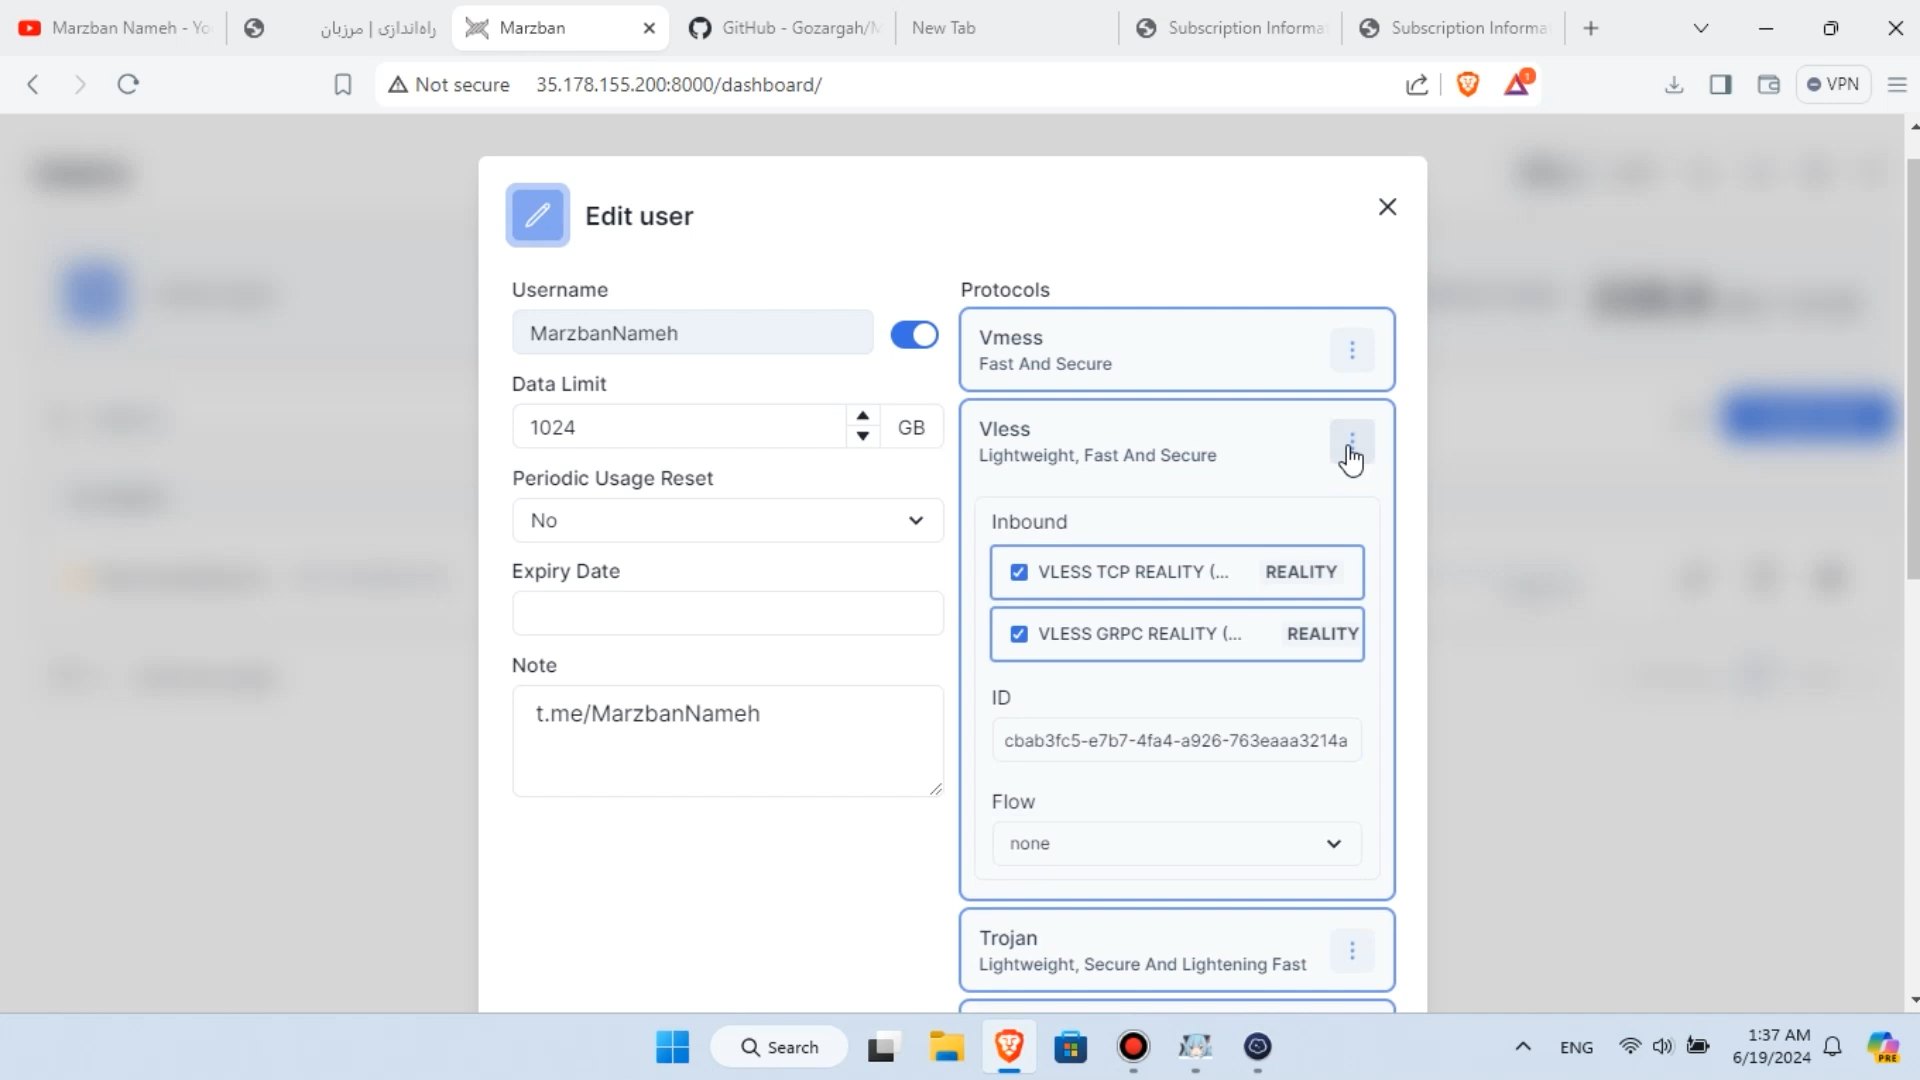 Marzban Nameh - Yo
راه‌اندازی | مرزبان
Marzban
GitHub - Gozargah/M
New Tab
Subscription Informa
Subscription Informa
Not secure 35.178.155.200:8000/dashboard/
1
VPN
Edit user
Username
MarzbanNameh
Data Limit
1024
GB
Periodic Usage Reset
No
Expiry Date
Note
t.me/MarzbanNameh
Protocols
Vmess
Fast And Secure
Vless
Lightweight, Fast And Secure
Inbound
VLESS TCP REALITY (... REALITY
VLESS GRPC REALITY (... REALITY
ID
cbab3fc5-e7b7-4fa4-a926-763eaaa3214a
Flow
none
Trojan
Lightweight, Secure And Lightening Fast
Search
ENG
1:37 AM
6/19/2024
PRE